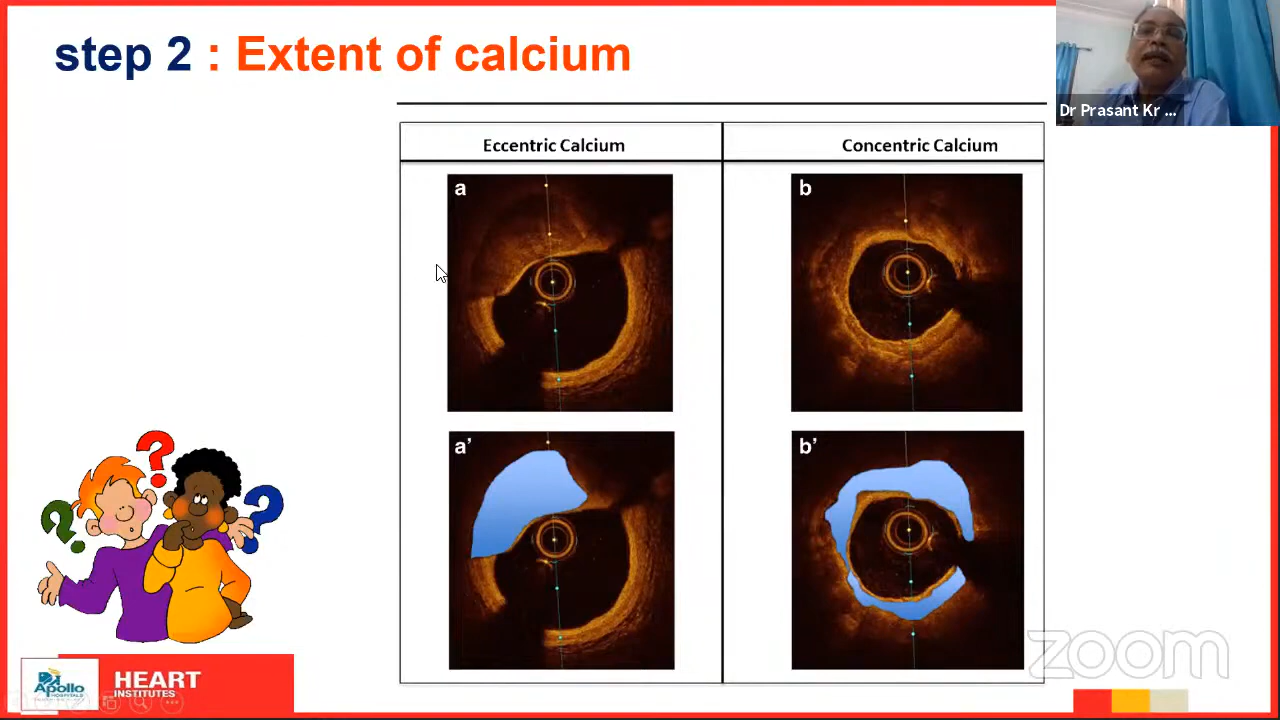 step 2 : Extent of calcium
Dr Prasant Kr ...
Eccentric Calcium
Concentric Calcium
a
b
a’
b’
Apollo
HOSPITALS
HEART
INSTITUTES
zoom